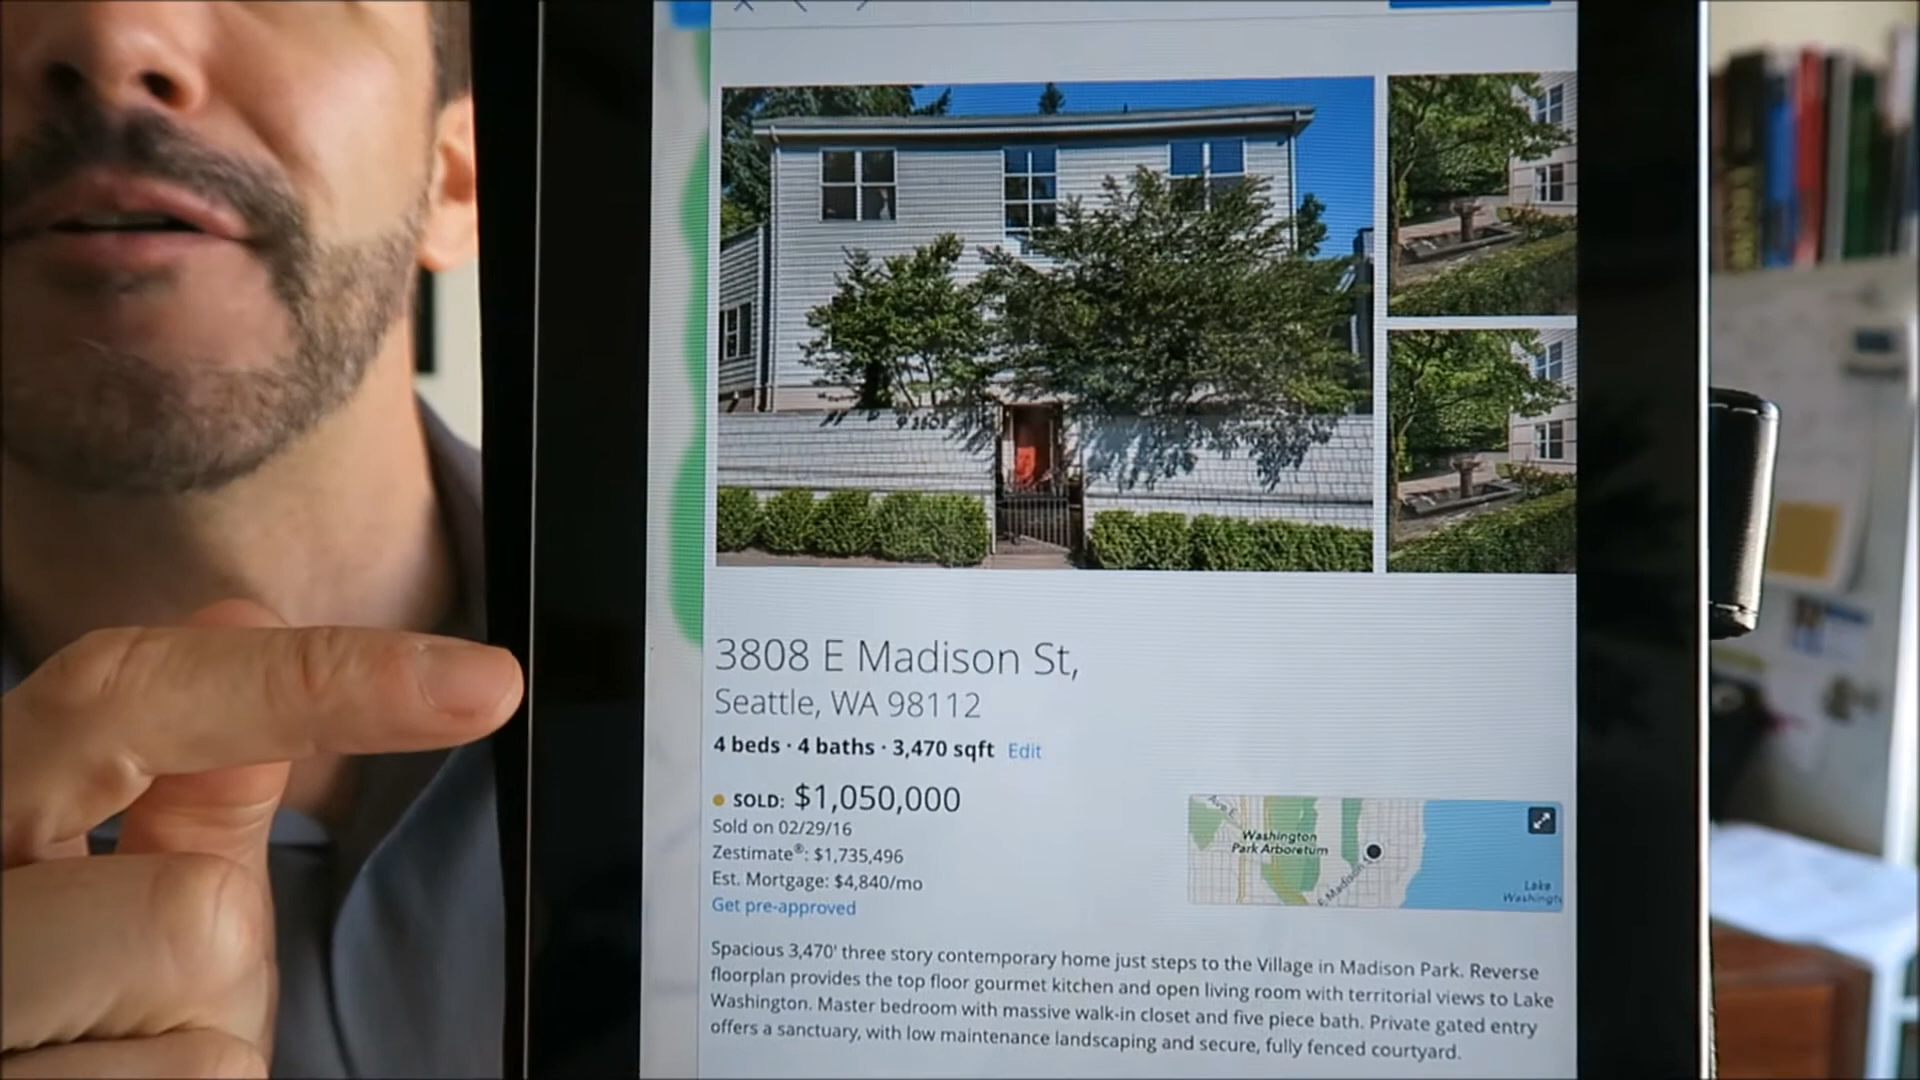 3808 E Madison St,
Seattle, WA 98112
4 beds · 4 baths · 3,470 sqft Edit
SOLD: $1,050,000
Sold on 02/29/16
Zestimate®: $1,735,496
Est. Mortgage: $4,840/mo
Get pre-approved
Washington
Park Arboretum
E Madison
Lake
Washingt
Spacious 3,470' three story contemporary home just steps to the Village in Madison Park. Reverse
floorplan provides the top floor gourmet kitchen and open living room with territorial views to Lake
Washington. Master bedroom with massive walk-in closet and five piece bath. Private gated entry
offers a sanctuary, with low maintenance landscaping and secure, fully fenced courtyard.